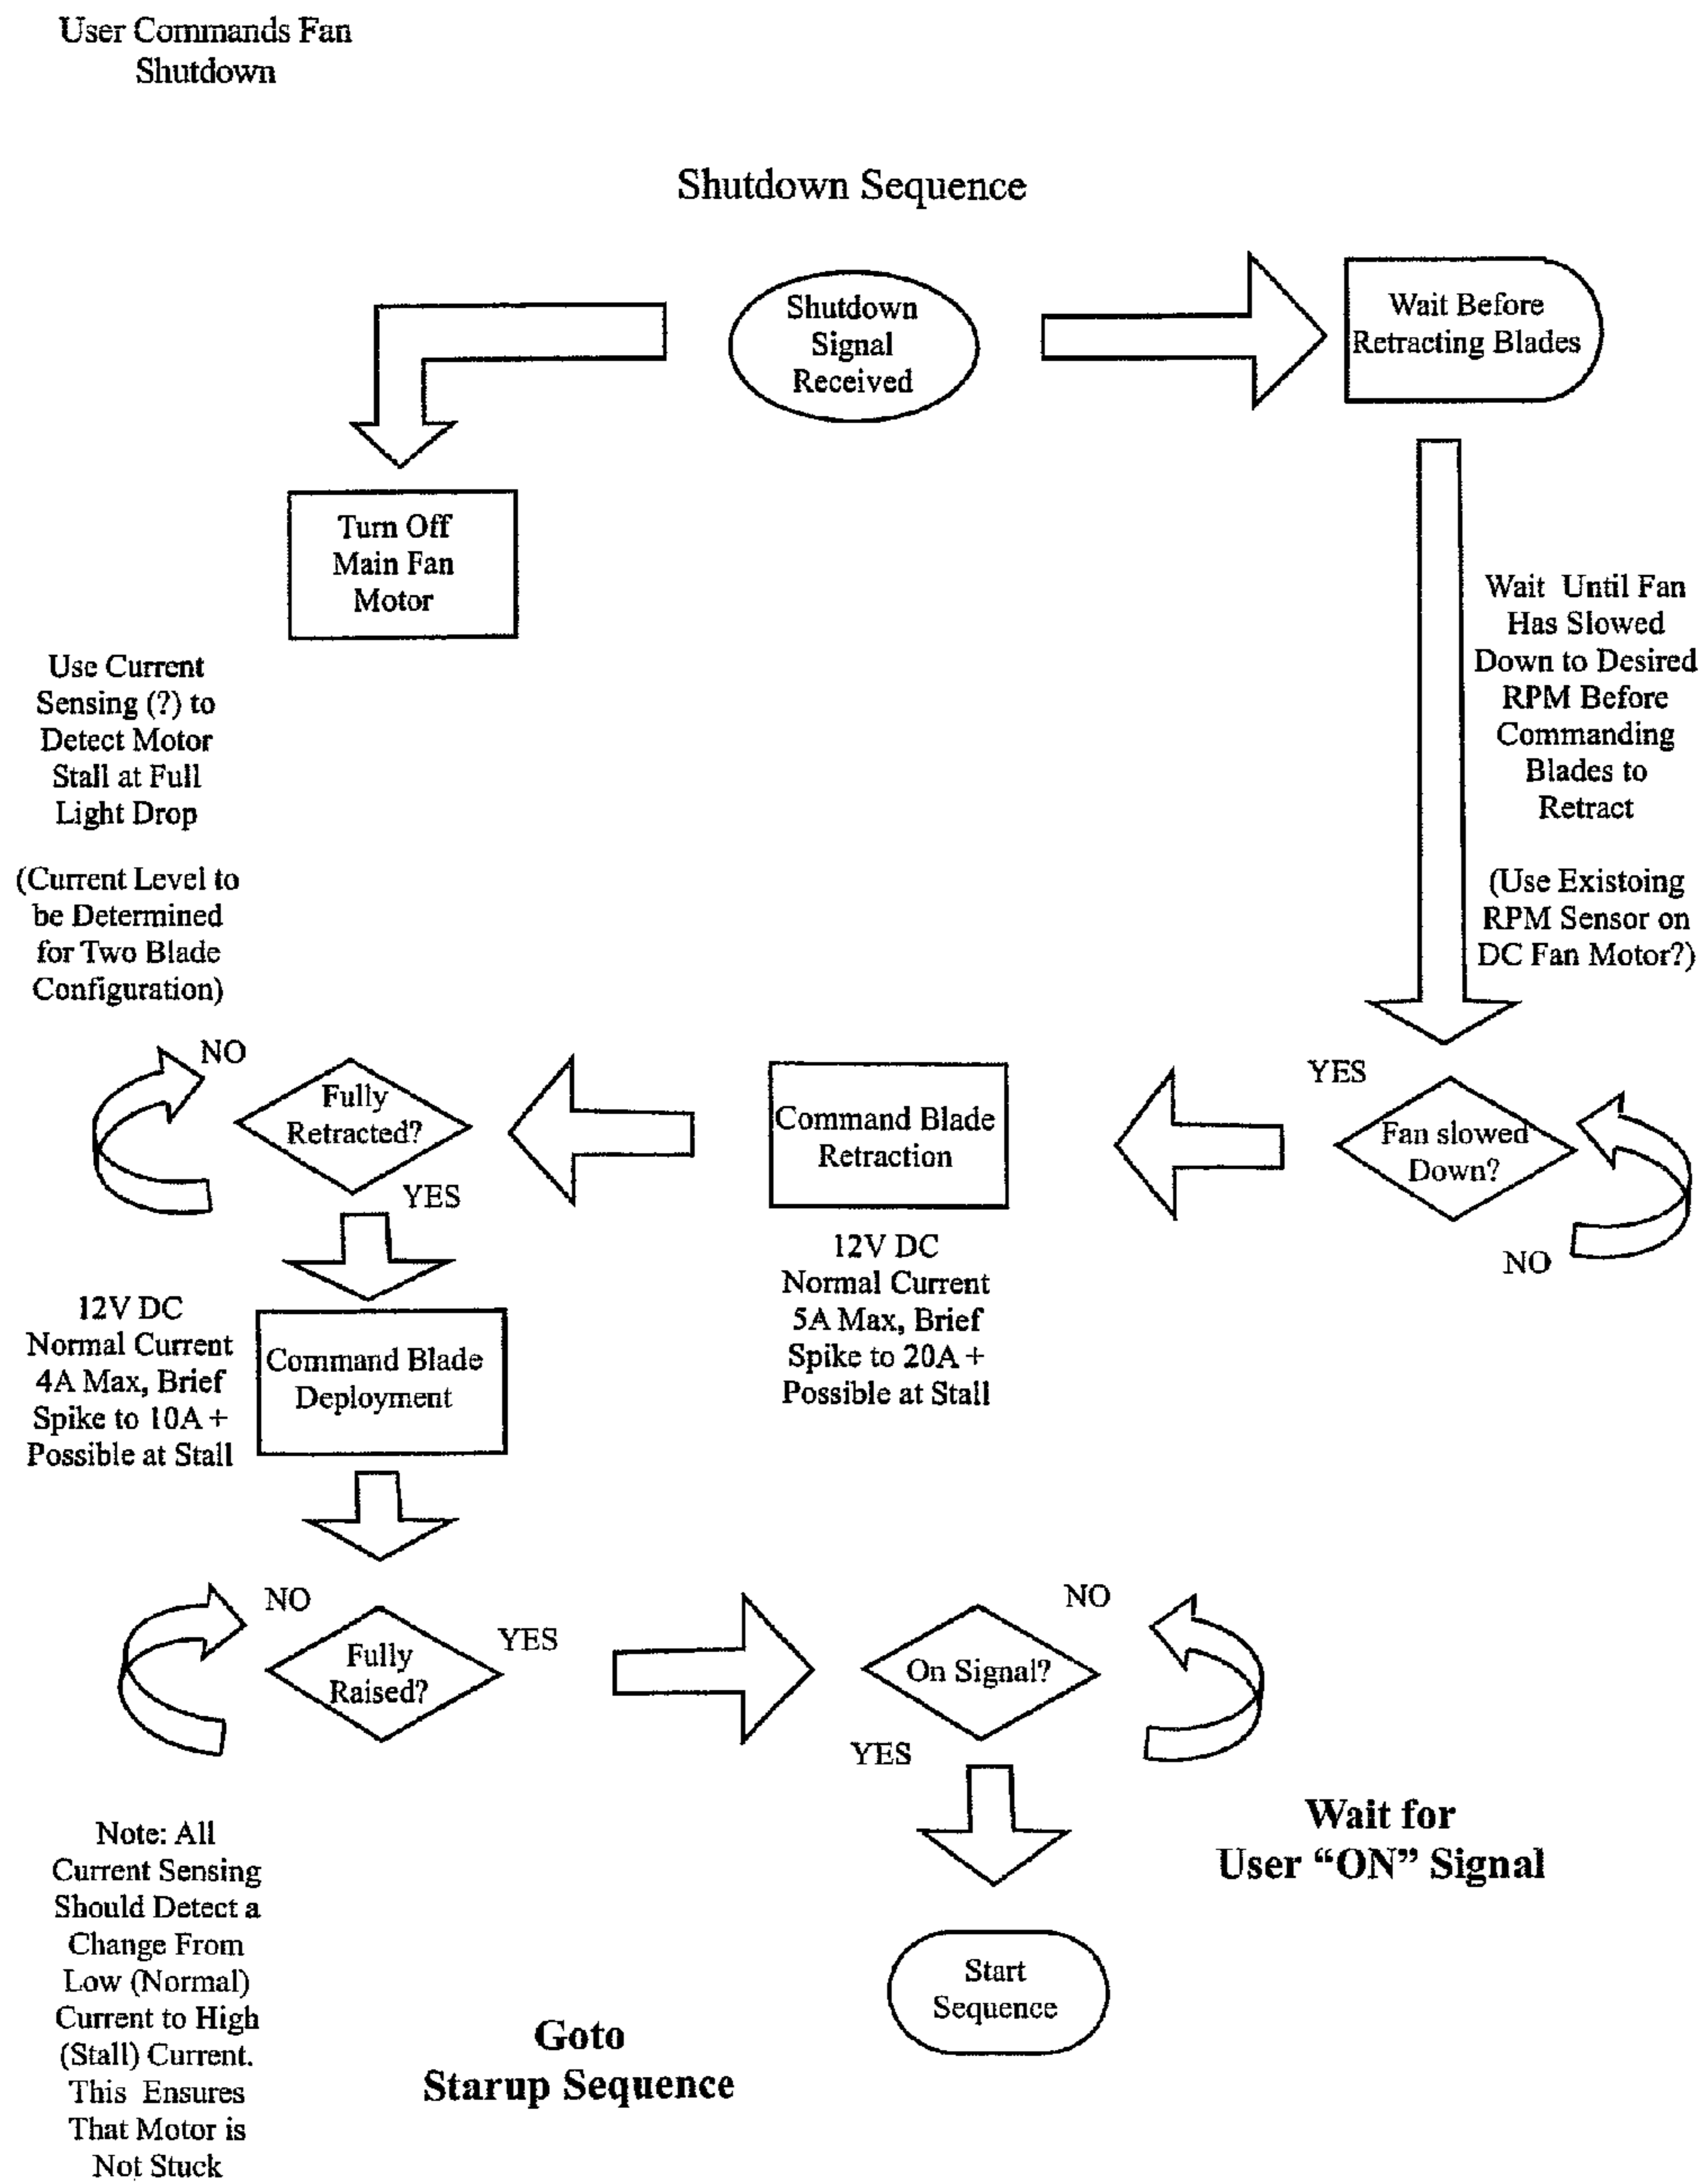 User Commands Fan
Shutdown
Shutdown Sequence
Shutdown
Signal
Received
Wait Before
Retracting Blades
Turn Off
Main Fan
Motor
Wait Until Fan
Has Slowed
Down to Desired
RPM Before
Commanding
Blades to
Retract
(Use Existoing
RPM Sensor on
DC Fan Motor?)
Use Current
Sensing (?) to
Detect Motor
Stall at Full
Light Drop
(Current Level to
be Determined
for Two Blade
Configuration)
NO
Fully
Retracted?
YES
Command Blade
Retraction
YES
Fan slowed
Down?
NO
12V DC
Normal Current
5A Max, Brief
Spike to 20A +
Possible at Stall
12V DC
Normal Current
4A Max, Brief
Spike to 10A +
Possible at Stall
Command Blade
Deployment
NO
Fully
Raised?
YES
NO
On Signal?
YES
Wait for
User “ON” Signal
Note: All
Current Sensing
Should Detect a
Change From
Low (Normal)
Current to High
(Stall) Current.
This Ensures
That Motor is
Not Stuck
Start
Sequence
Goto
Starup Sequence